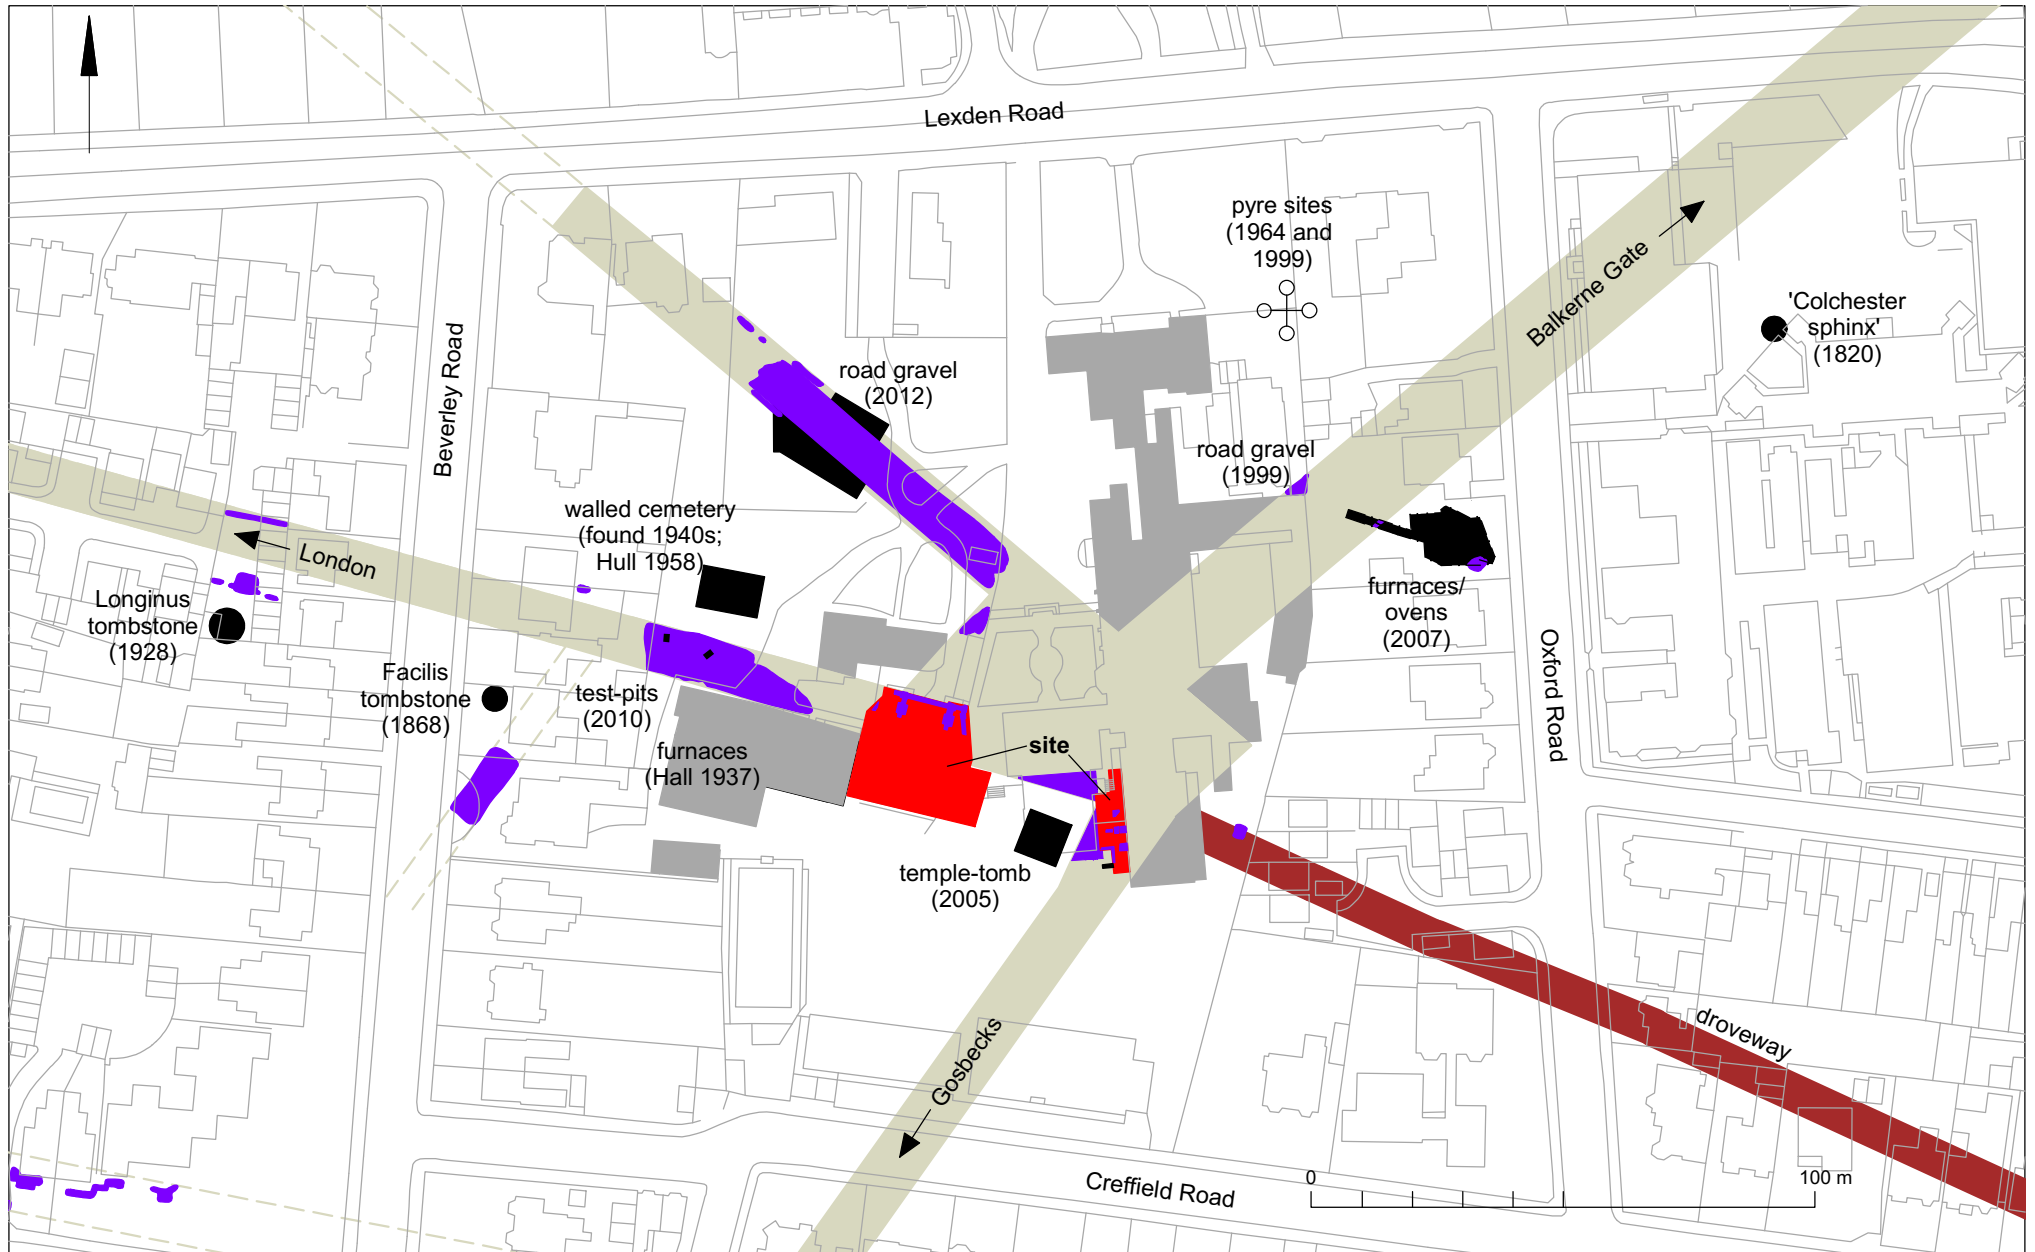 Lexden Road
pyre sites
(1964 and
1999)
Balkerne Gate
'Colchester
sphinx'
(1820)
Beverley Road
road gravel
(2012)
road gravel
(1999)
walled cemetery
(found 1940s;
Hull 1958)
London
Longinus
tombstone
(1928)
furnaces/
ovens
(2007)
Oxford Road
Facilis
tombstone
(1868)
test-pits
(2010)
furnaces
(Hall 1937)
site
temple-tomb
(2005)
droveway
Gosbecks
Creffield Road
0
100 m